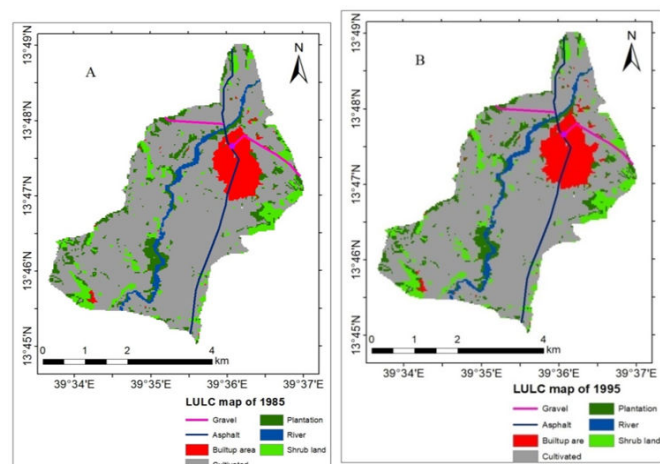 A
N
13°49'N
13°48'N
13°47'N
13°46'N
13°45'N
0 1 2 4
km
39°34'E 39°35'E 39°36'E 39°37'E
LULC map of 1985
Gravel Plantation
Asphalt River
Builtup area Shrub land
Cultivated
B
N
13°49'N
13°48'N
13°47'N
13°46'N
13°45'N
0 1 2 4
km
39°34'E 39°35'E 39°36'E 39°37'E
LULC map of 1995
Gravel Plantation
Asphalt River
Builtup are Shrub land
Cultivated